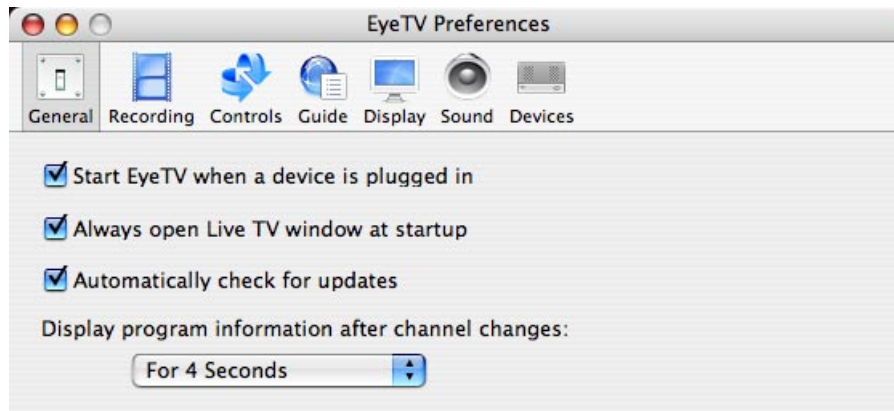 EyeTV Preferences
General Recording Controls Guide Display Sound Devices
Start EyeTV when a device is plugged in
Always open Live TV window at startup
Automatically check for updates
Display program information after channel changes:
For 4 Seconds